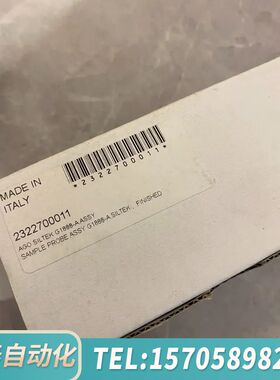 MADE IN
ITALY
*2322700011*
2322700011
AGO SILTEK G1888-A ASSY
SAMPLE PROBE ASSY G1888-A SILTEK , FINISHED
自动化
TEL:157058982